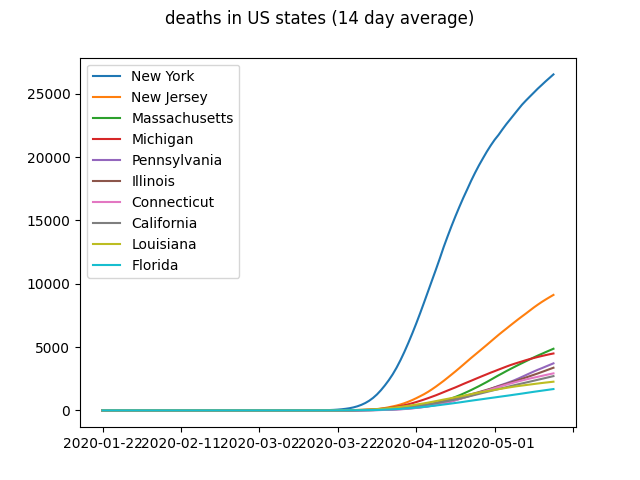 deaths in US states (14 day average)
New York
New Jersey
Massachusetts
Michigan
Pennsylvania
Illinois
Connecticut
California
Louisiana
Florida
25000
20000
15000
10000
5000
0
2020-01-22 2020-02-11 2020-03-02 2020-03-22 2020-04-11 2020-05-01